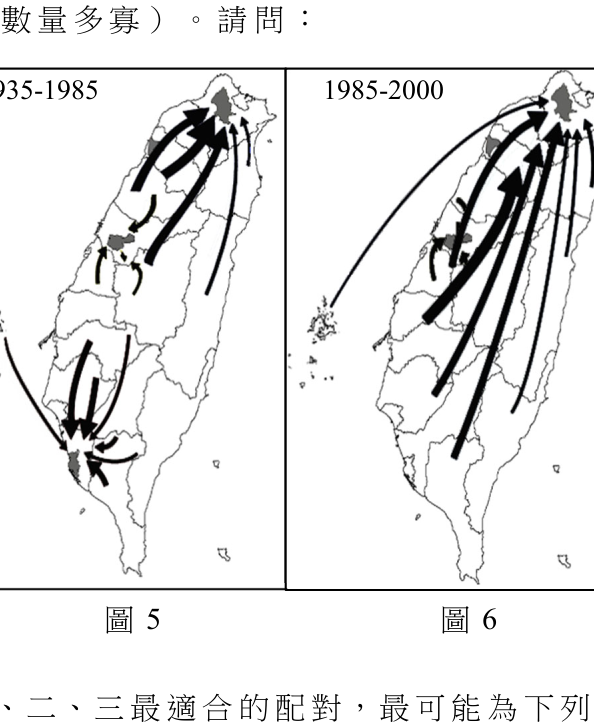 數量多寡）。請問：
935-1985
1985-2000
圖 5
圖 6
、二、三最適合的配對，最可能為下列